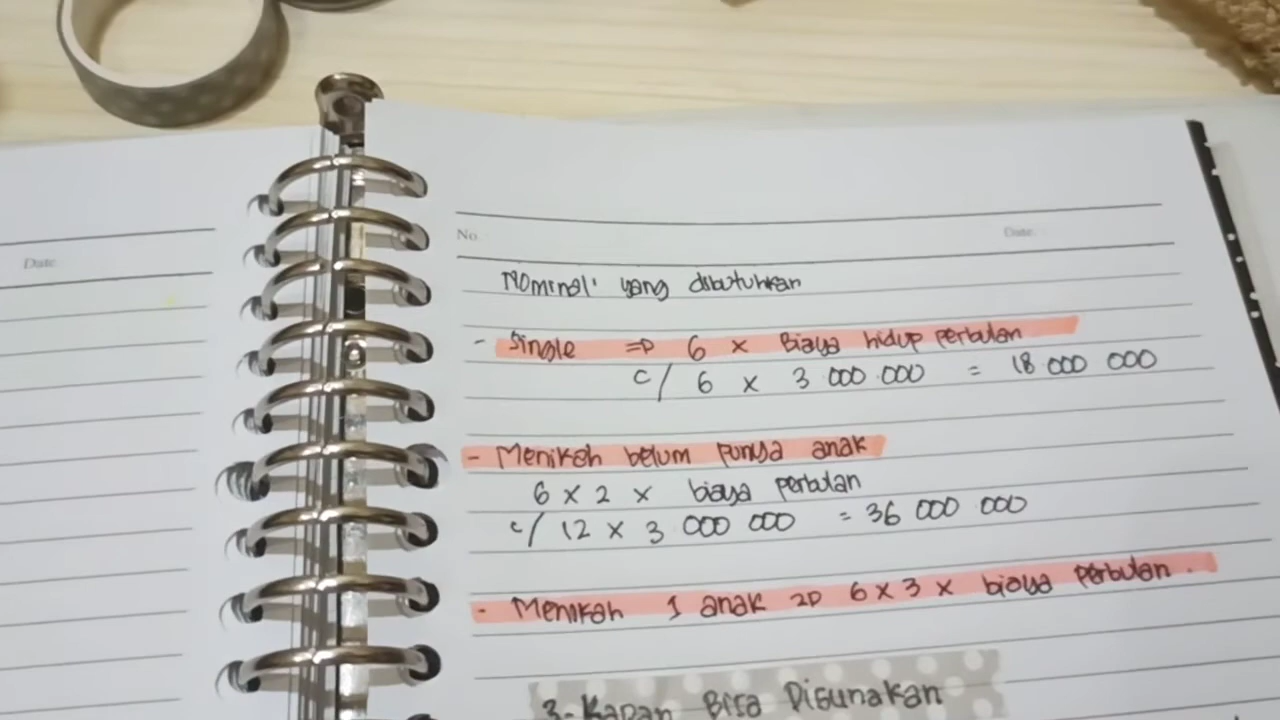 Date
No.
Date
Nominal yang dibutuhkan
- Single => 6 x Biaya hidup perbulan
c/ 6 x 3 000.000 = 18 000 000
- Menikah belum punya anak
6 x 2 x biaya perbulan
c/ 12 x 3 000 000 = 36 000 000
- Menikah 1 anak => 6 x 3 x biaya perbulan.
3. Kapan Bisa Digunakan